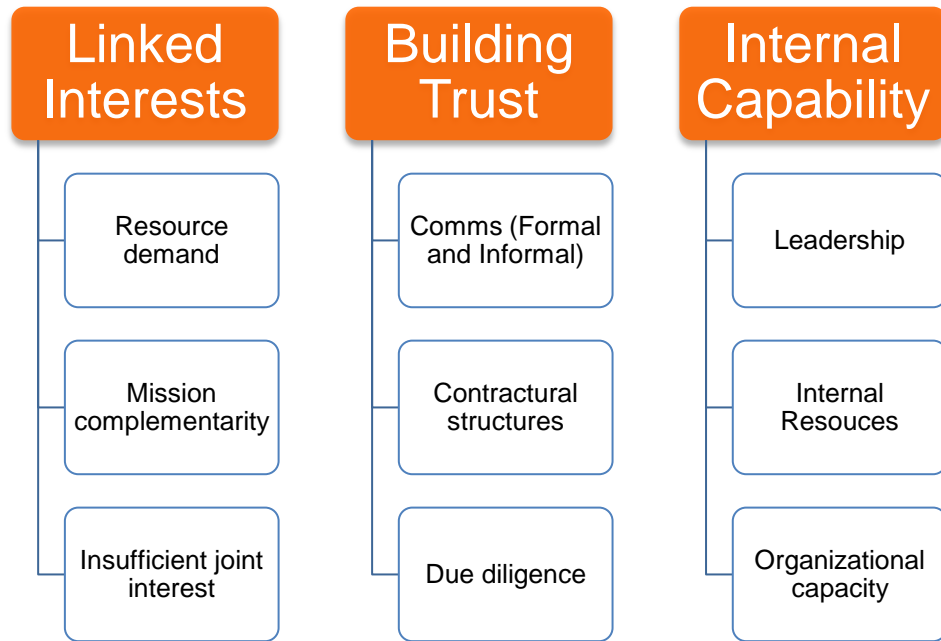 Linked
Interests
Resource
demand
Mission
complementarity
Insufficient joint
interest
Building
Trust
Comms (Formal
and Informal)
Contractural
structures
Due diligence
Internal
Capability
Leadership
Internal
Resouces
Organizational
capacity